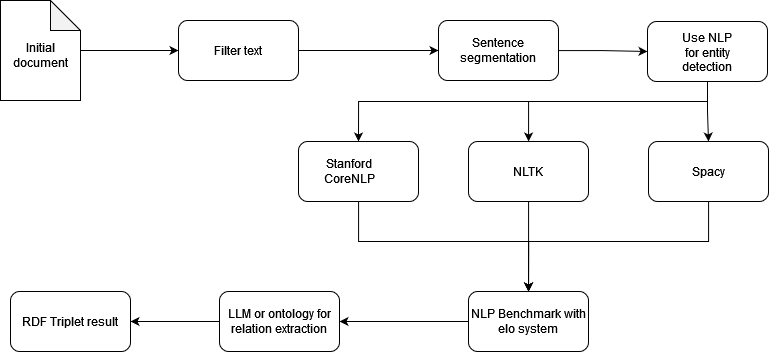 Initial
document
Filter text
Sentence
segmentation
Use NLP
for entity
detection
Stanford
CoreNLP
NLTK
Spacy
NLP Benchmark with
elo system
LLM or ontology for
relation extraction
RDF Triplet result